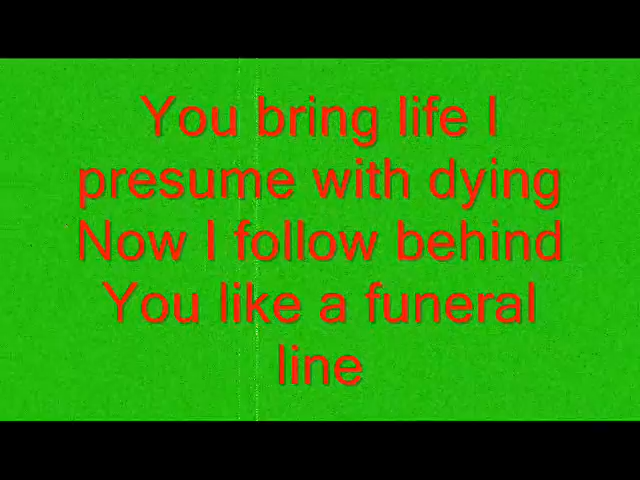 You bring life I
presume with dying
Now I follow behind
You like a funeral
line